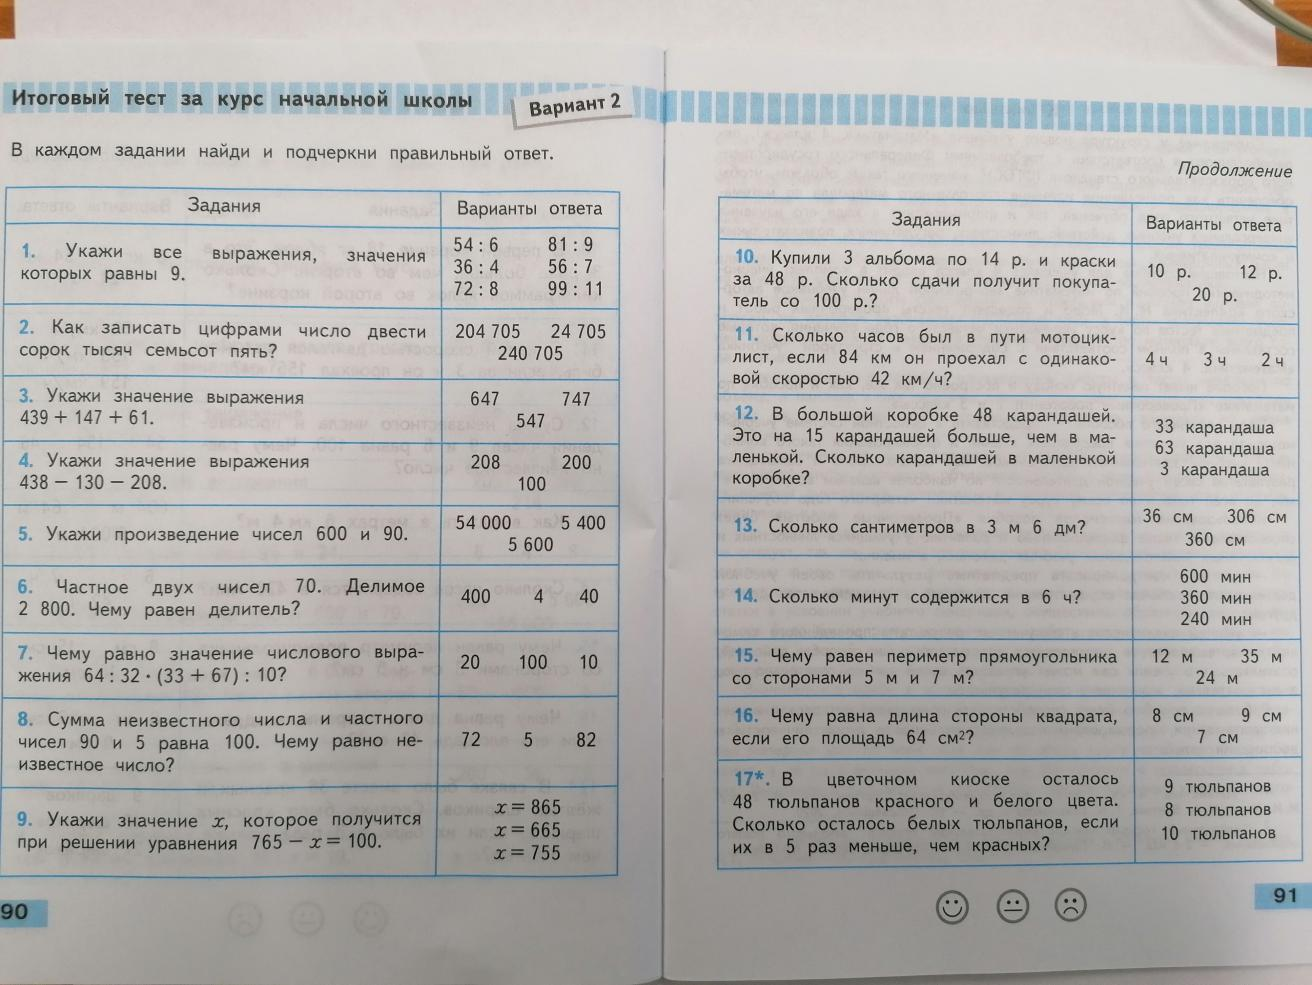 Итоговый тест за курс начальной школы
Вариант 2
В каждом задании найди и подчеркни правильный ответ.
Задания Варианты ответа
1. Укажи все выражения, значения
которых равны 9.
54 : 6 81 : 9
36 : 4 56 : 7
72 : 8 99 : 11
2. Как записать цифрами число двести
сорок тысяч семьсот пять?
204 705 24 705
240 705
3. Укажи значение выражения
439 + 147 + 61.
647 747
547
4. Укажи значение выражения
438 − 130 − 208.
208 200
100
5. Укажи произведение чисел 600 и 90.
54 000 5 400
5 600
6. Частное двух чисел 70. Делимое
2 800. Чему равен делитель?
400 4 40
7. Чему равно значение числового выра-
жения 64 : 32 · (33 + 67) : 10?
20 100 10
8. Сумма неизвестного числа и частного
чисел 90 и 5 равна 100. Чему равно не-
известное число?
72 5 82
9. Укажи значение x, которое получится
при решении уравнения 765 − x = 100.
x = 865
x = 665
x = 755
90
Продолжение
Задания Варианты ответа
10. Купили 3 альбома по 14 р. и краски
за 48 р. Сколько сдачи получит покупа-
тель со 100 р.?
10 р. 12 р.
20 р.
11. Сколько часов был в пути мотоцик-
лист, если 84 км он проехал с одинако-
вой скоростью 42 км/ч?
4 ч 3 ч 2 ч
12. В большой коробке 48 карандашей.
Это на 15 карандашей больше, чем в ма-
ленькой. Сколько карандашей в маленькой
коробке?
33 карандаша
63 карандаша
3 карандаша
13. Сколько сантиметров в 3 м 6 дм?
36 см 306 см
360 см
14. Сколько минут содержится в 6 ч?
600 мин
360 мин
240 мин
15. Чему равен периметр прямоугольника
со сторонами 5 м и 7 м?
12 м 35 м
24 м
16. Чему равна длина стороны квадрата,
если его площадь 64 см²?
8 см 9 см
7 см
17*. В цветочном киоске осталось
48 тюльпанов красного и белого цвета.
Сколько осталось белых тюльпанов, если
их в 5 раз меньше, чем красных?
9 тюльпанов
8 тюльпанов
10 тюльпанов
91